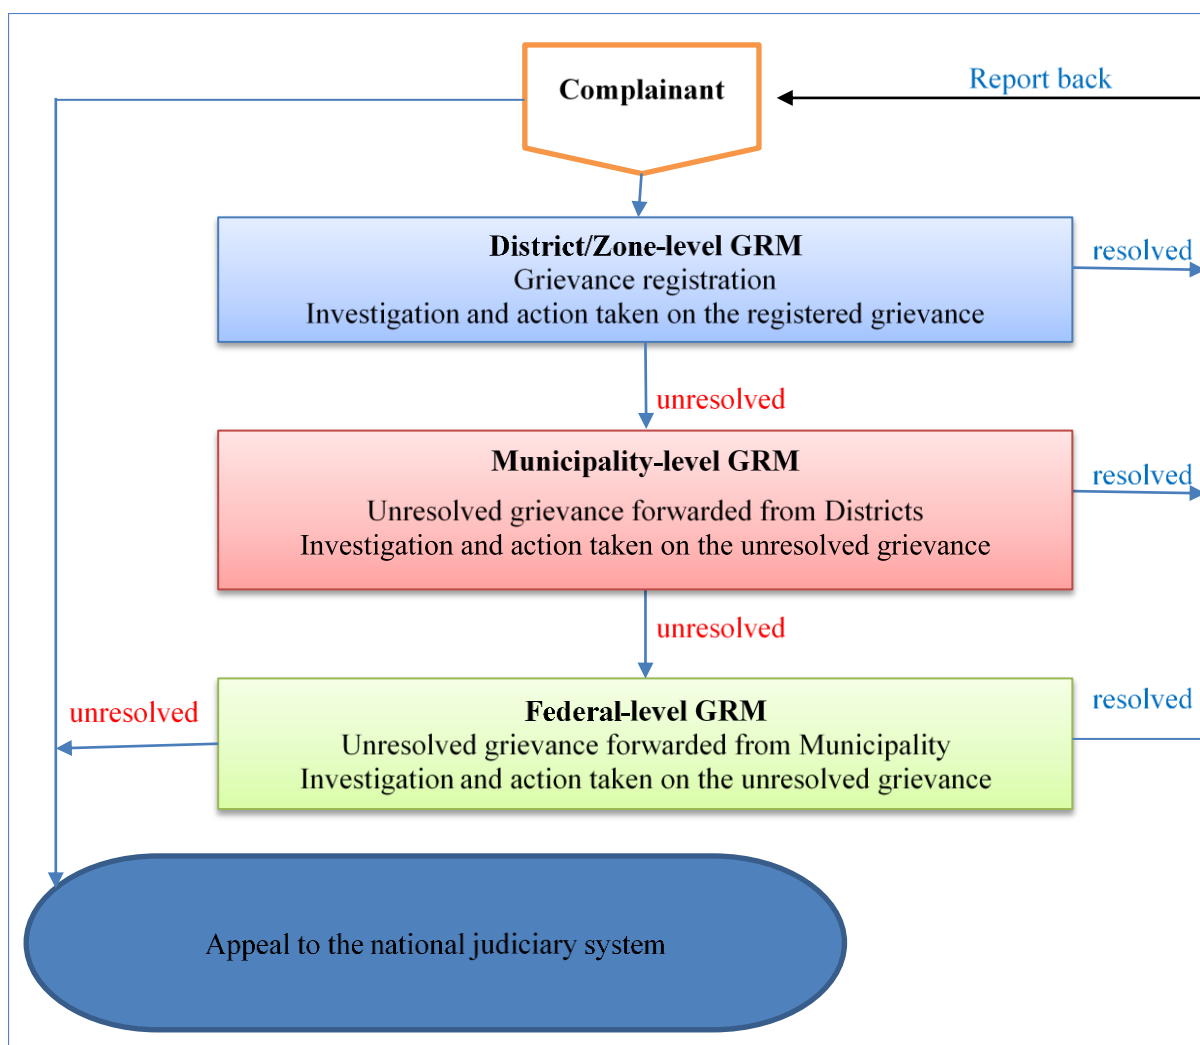 Complainant
Report back
District/Zone-level GRM
Grievance registration
Investigation and action taken on the registered grievance
resolved
unresolved
Municipality-level GRM
Unresolved grievance forwarded from Districts
Investigation and action taken on the unresolved grievance
resolved
unresolved
Federal-level GRM
Unresolved grievance forwarded from Municipality
Investigation and action taken on the unresolved grievance
resolved
unresolved
Appeal to the national judiciary system